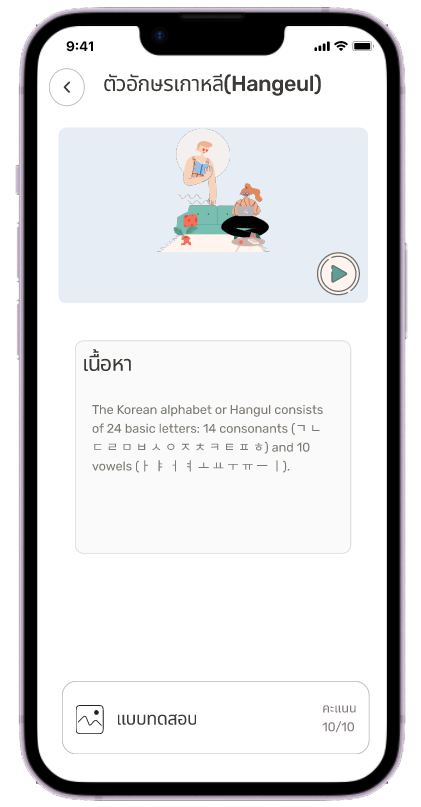 9:41
ตัวอักษรเกาหลี(Hangeul)
เนื้อหา
The Korean alphabet or Hangul consists
of 24 basic letters: 14 consonants (ㄱ ㄴ
ㄷ ㄹ ㅁ ㅂ ㅅ ㅇ ㅈ ㅊ ㅋ ㅌ ㅍ ㅎ) and 10
vowels (ㅏ ㅑ ㅓ ㅕ ㅗ ㅛ ㅜ ㅠ ㅡ ㅣ).
แบบทดสอบ
คะแนน
10/10